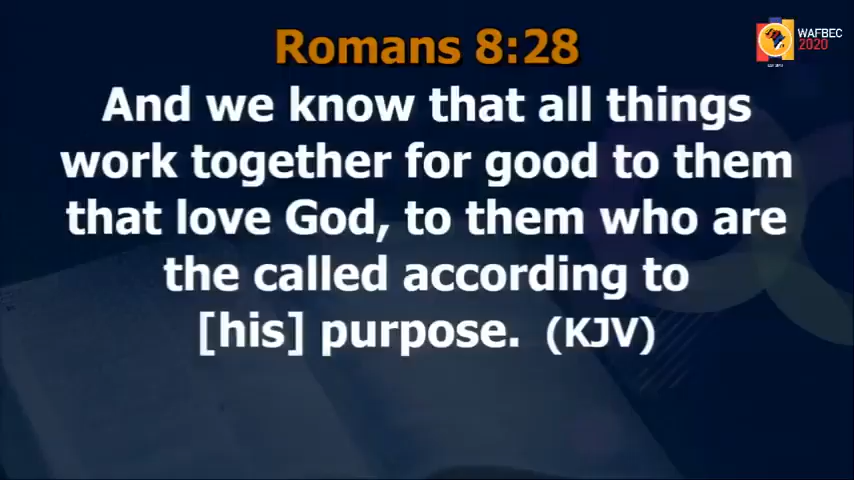 Romans 8:28
And we know that all things
work together for good to them
that love God, to them who are
the called according to
[his] purpose. (KJV)
WAFBEC
2020